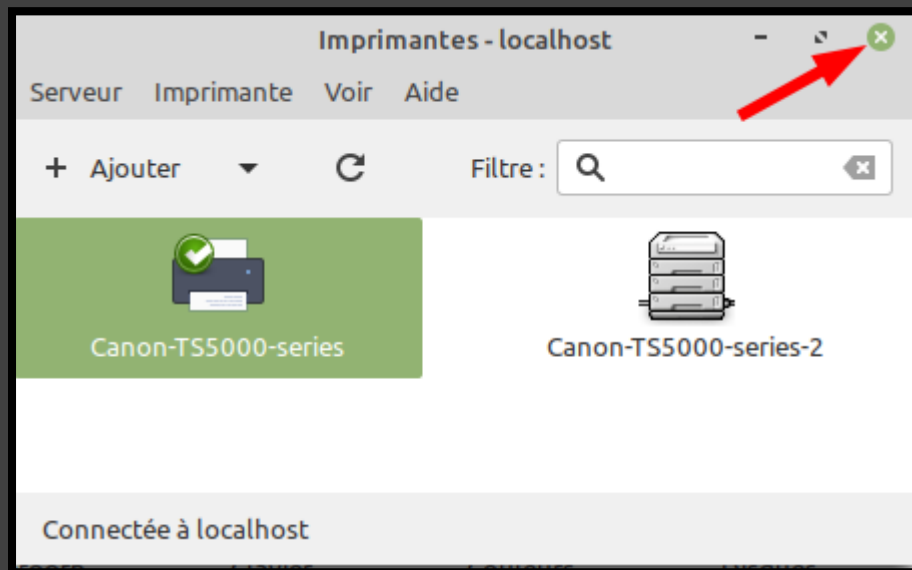 Imprimantes - localhost
Serveur Imprimante Voir Aide
+ Ajouter Filtre :
Canon-TS5000-series Canon-TS5000-series-2
Connectée à localhost